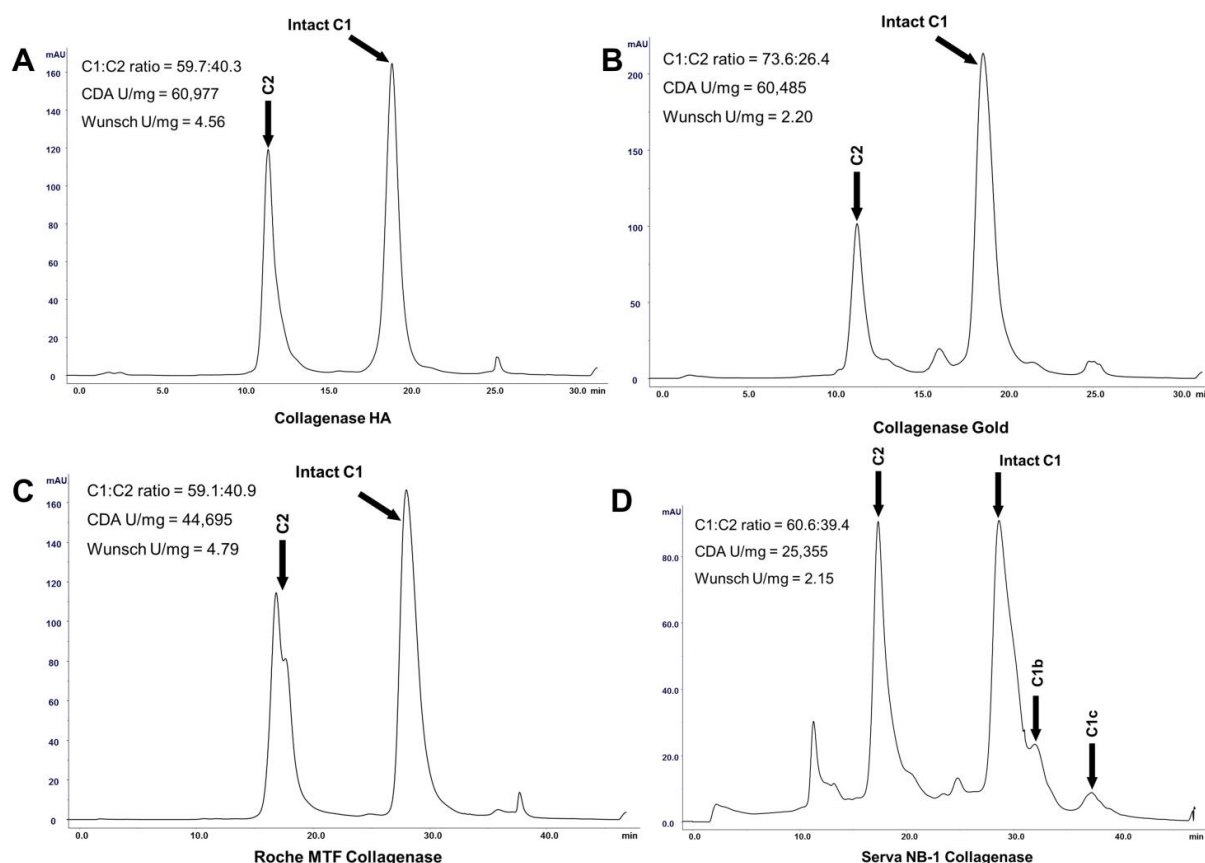 A
mAU
Intact C1
C1:C2 ratio = 59.7:40.3
CDA U/mg = 60,977
Wunsch U/mg = 4.56
C2
160
140
120
100
80
60
40
20
0
0.0 5.0 10.0 15.0 20.0 25.0 30.0 min
Collagenase HA
B
mAU
Intact C1
C1:C2 ratio = 73.6:26.4
CDA U/mg = 60,485
Wunsch U/mg = 2.20
C2
200
150
100
50
0
0.0 5.0 10.0 15.0 20.0 25.0 30.0 min
Collagenase Gold
C
mAU
Intact C1
C1:C2 ratio = 59.1:40.9
CDA U/mg = 44,695
Wunsch U/mg = 4.79
C2
160
140
120
100
80
60
40
20
0
0.0 10.0 20.0 30.0 40.0 min
Roche MTF Collagenase
D
mAU
C2
Intact C1
C1:C2 ratio = 60.6:39.4
CDA U/mg = 25,355
Wunsch U/mg = 2.15
C1b
C1c
80.0
60.0
40.0
20.0
0.0
0.0 10.0 20.0 30.0 40.0 min
Serva NB-1 Collagenase